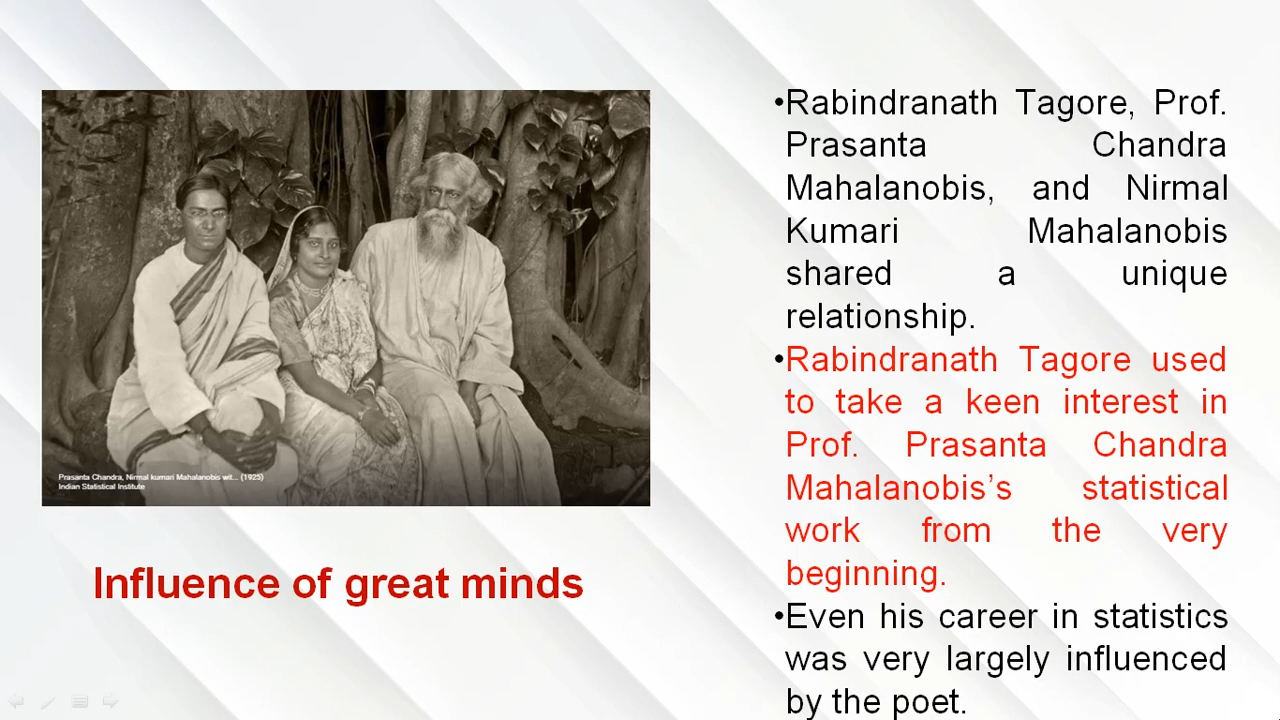 •Rabindranath Tagore, Prof.
Prasanta Chandra
Mahalanobis, and Nirmal
Kumari Mahalanobis
shared a unique
relationship.
•Rabindranath Tagore used
to take a keen interest in
Prof. Prasanta Chandra
Mahalanobis’s statistical
work from the very
beginning.
•Even his career in statistics
was very largely influenced
by the poet.
Prasanta Chandra, Nirmal kumari Mahalanobis wit... (1925)
Indian Statistical Institute
Influence of great minds